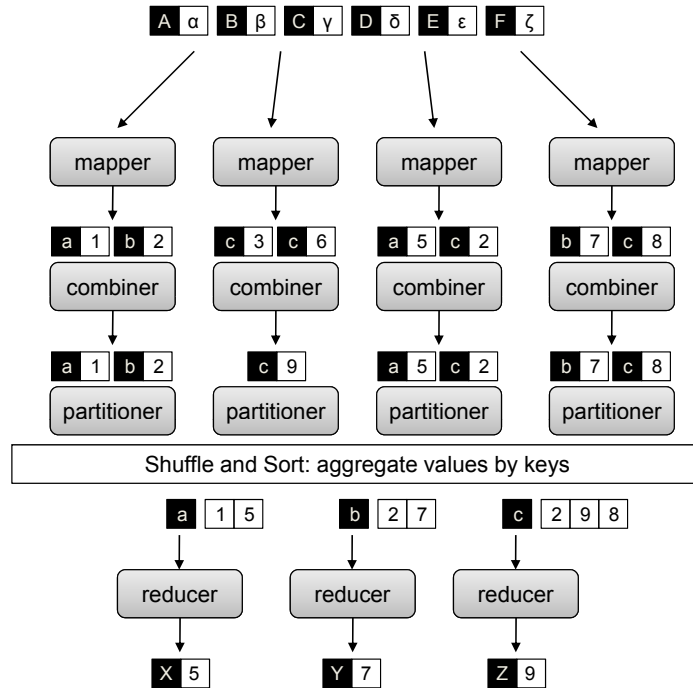 A α B β C γ D δ E ε F ζ
mapper mapper mapper mapper
a 1 b 2 c 3 c 6 a 5 c 2 b 7 c 8
combiner combiner combiner combiner
a 1 b 2 c 9 a 5 c 2 b 7 c 8
partitioner partitioner partitioner partitioner
Shuffle and Sort: aggregate values by keys
a 1 5 b 2 7 c 2 9 8
reducer reducer reducer
X 5 Y 7 Z 9